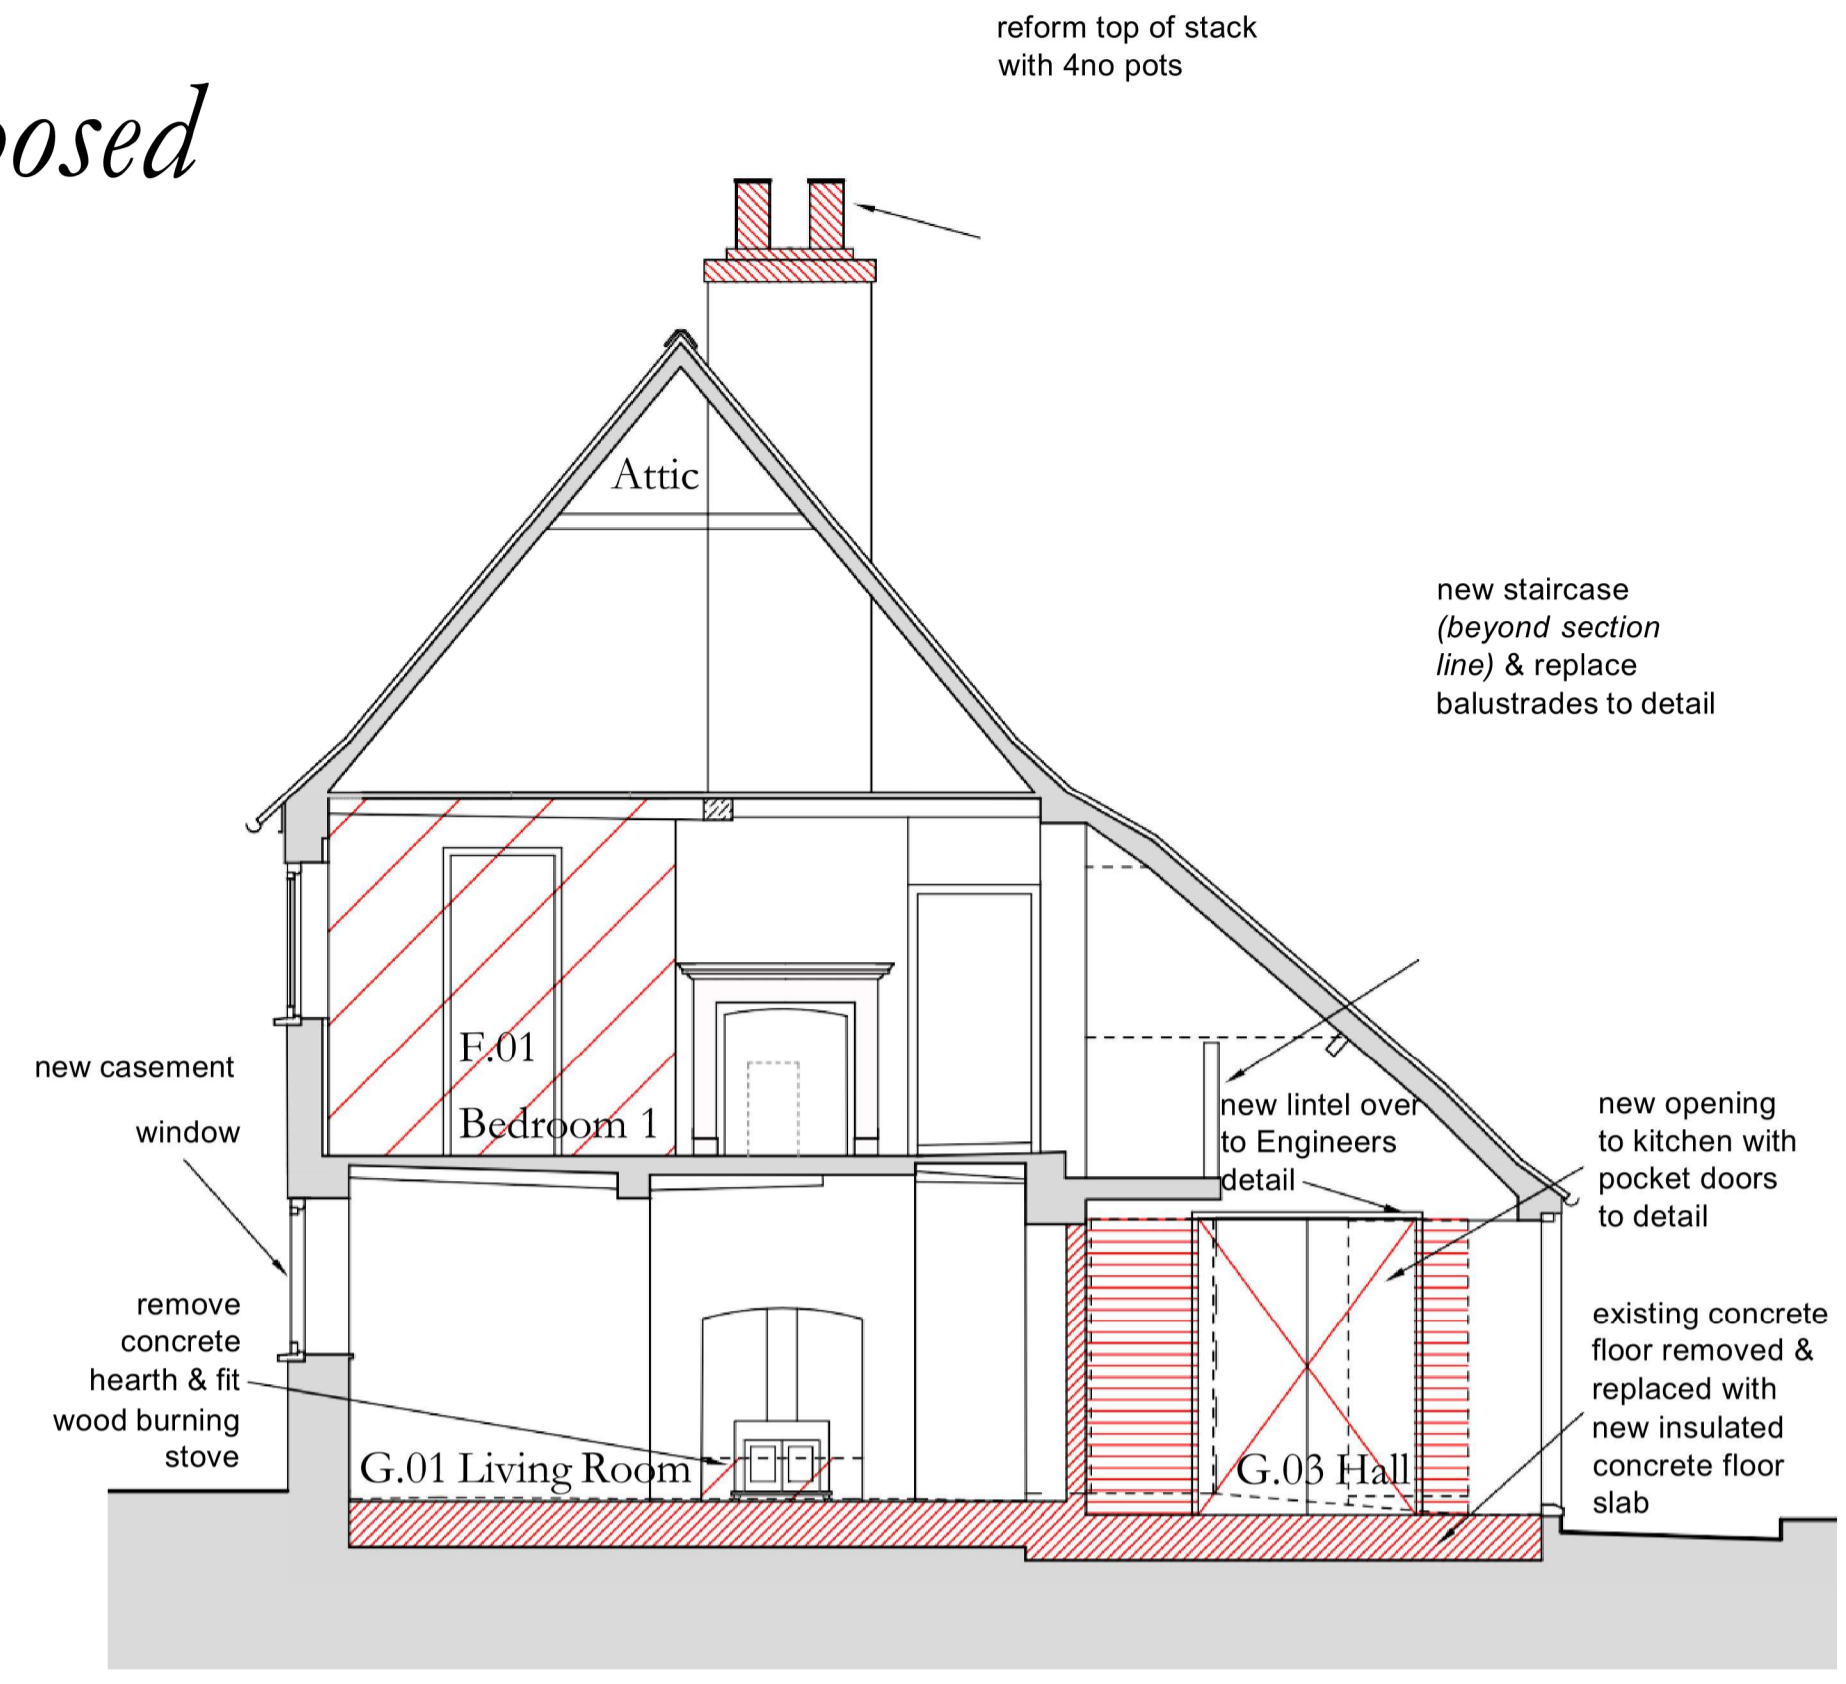 reform top of stack
with 4no pots
posed
Attic
new staircase
(beyond section
line) & replace
balustrades to detail
F.01
Bedroom 1
new casement
window
new lintel over
to Engineers
detail
new opening
to kitchen with
pocket doors
to detail
remove
concrete
hearth & fit
wood burning
stove
existing concrete
floor removed &
replaced with
new insulated
concrete floor
slab
G.01 Living Room
G.03 Hall